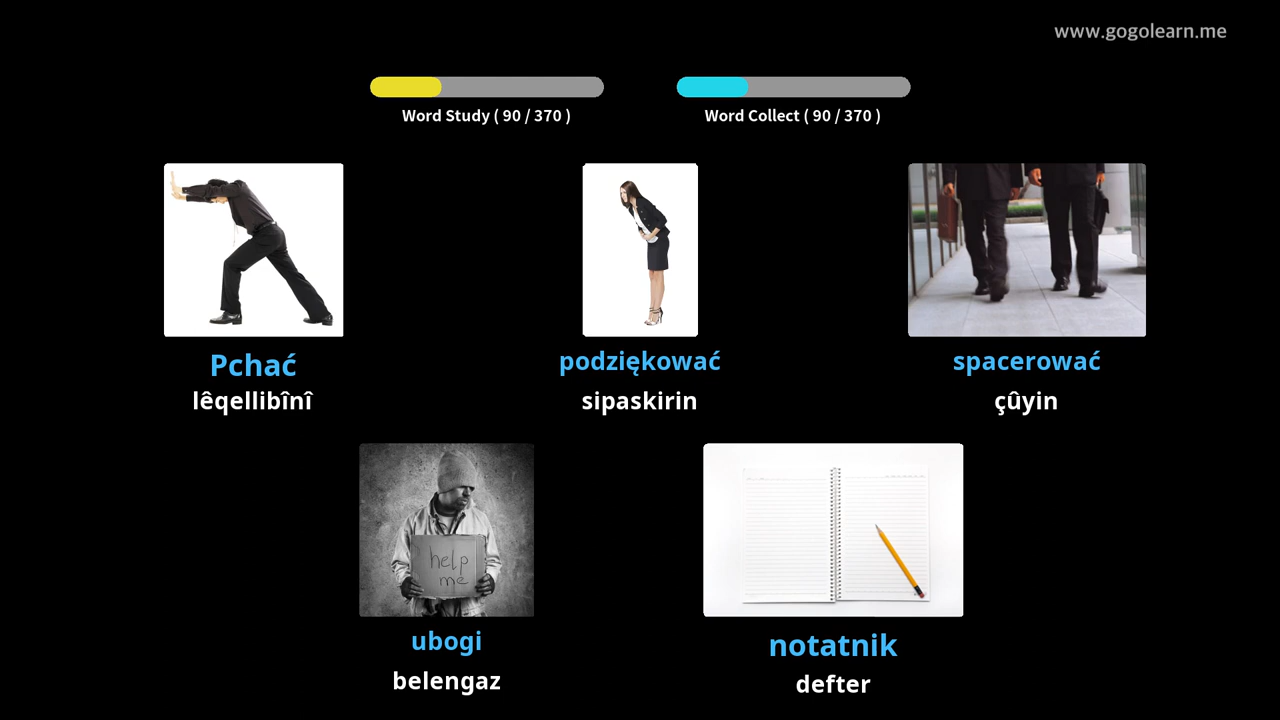 www.gogolearn.me
Word Study ( 90 / 370 )
Word Collect ( 90 / 370 )
Pchać
lêqellibînî
podziękować
sipaskirin
spacerować
çûyin
help
me
ubogi
belengaz
notatnik
defter